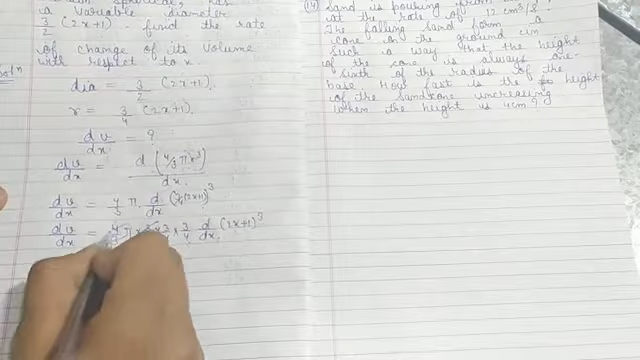 a variable diameter
3/2 (2x+1). find the rate
of change of its volume
with respect to x.
Solⁿ
dia = 3/2 (2x+1).
r = 3/4 (2x+1).
dv/dx = ?
dv/dx = d(4/3 πr³)/dx.
dv/dx = 4/3 π d/dx (3/4(2x+1))³
dv/dx = 4/3 π × 3/4 × 3/4 × 3/4 d/dx (2x+1)³
(14) Sand is pouring from
at the rate of 12 cm³/s.
The falling sand form a
cone on the ground in
such a way that the height
of the cone is always one-
sixth of the radius of the
base. How fast is the height
of the sandcone increasing
when the height is 4cm?